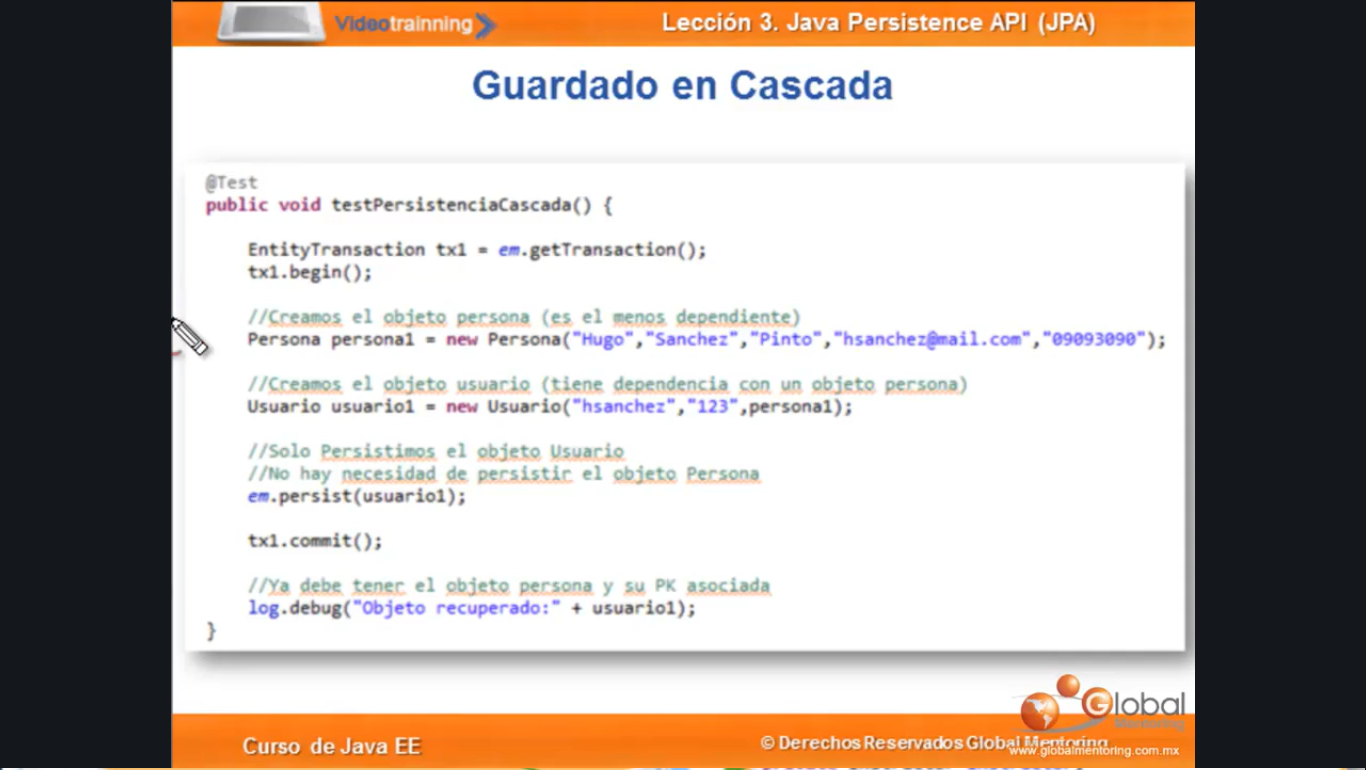 Videotrainning
Lección 3. Java Persistence API (JPA)
Guardado en Cascada
@Test
public void testPersistenciaCascada() {
EntityTransaction tx1 = em.getTransaction();
tx1.begin();
//Creamos el objeto persona (es el menos dependiente)
Persona persona1 = new Persona("Hugo","Sanchez","Pinto","hsanchez@mail.com","09093090");
//Creamos el objeto usuario (tiene dependencia con un objeto persona)
Usuario usuario1 = new Usuario("hsanchez","123",persona1);
//Solo Persistimos el objeto Usuario
//No hay necesidad de persistir el objeto Persona
em.persist(usuario1);
tx1.commit();
//Ya debe tener el objeto persona y su PK asociada
log.debug("Objeto recuperado:" + usuario1);
}
Global
Mentoring
Curso de Java EE
© Derechos Reservados Global Mentoring
www.globalmentoring.com.mx